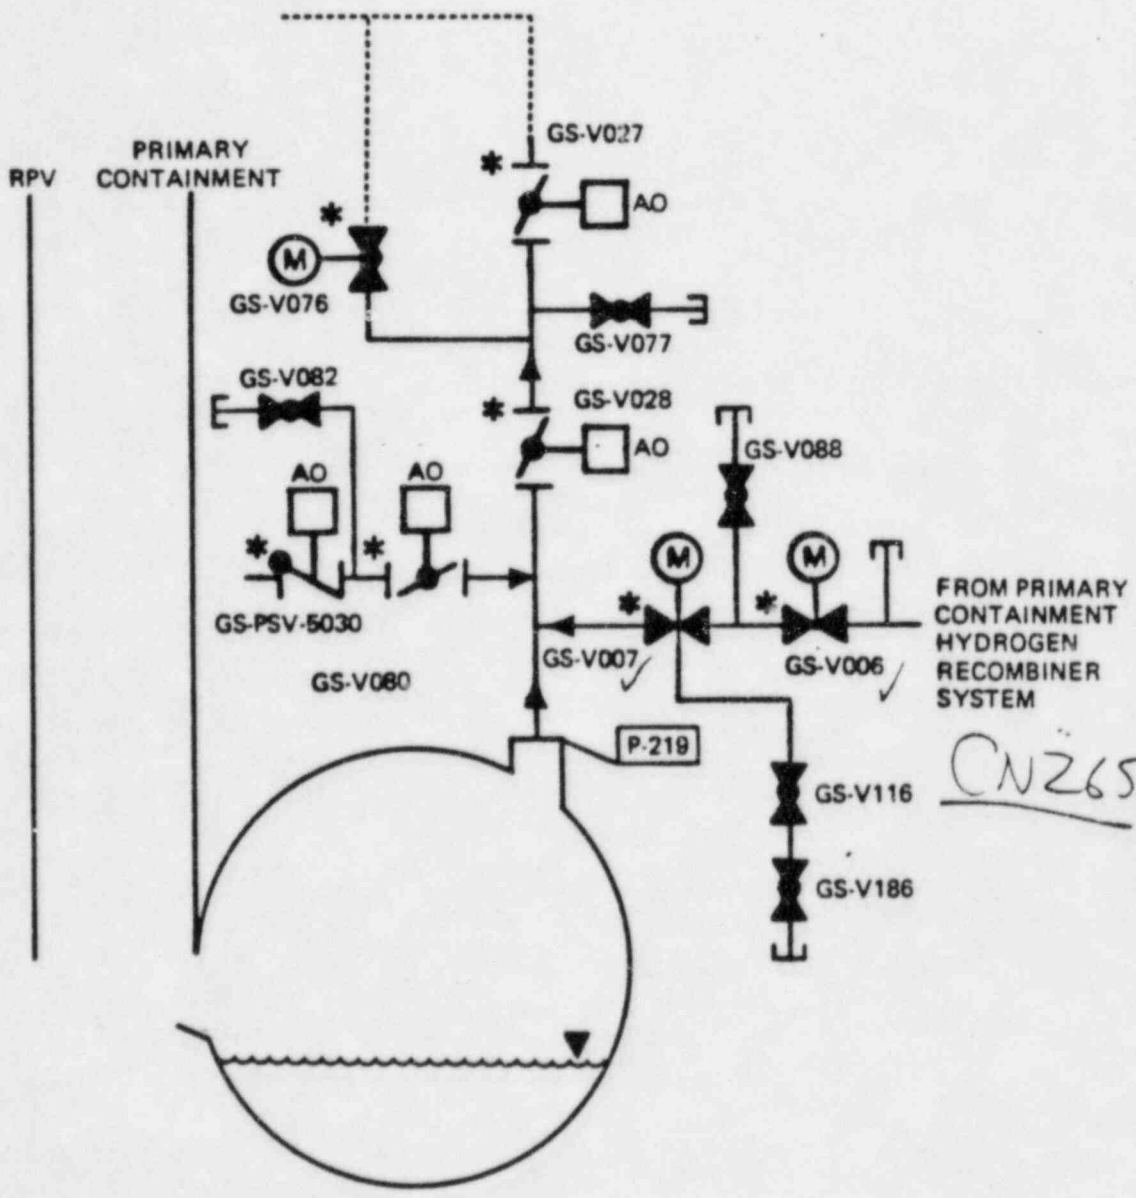 GS-V027
PRIMARY
CONTAINMENT
RPV
*
AO
*
M
GS-V076
GS-V077
GS-V082
*
GS-V028
AO
GS-V088
AO
AO
*
*
M
M
*
*
GS-PSV-5030
GS-V007
GS-V006
FROM PRIMARY
CONTAINMENT
HYDROGEN
RECOMBINER
SYSTEM
GS-V080
P-219
CNZ65
GS-V116
GS-V186